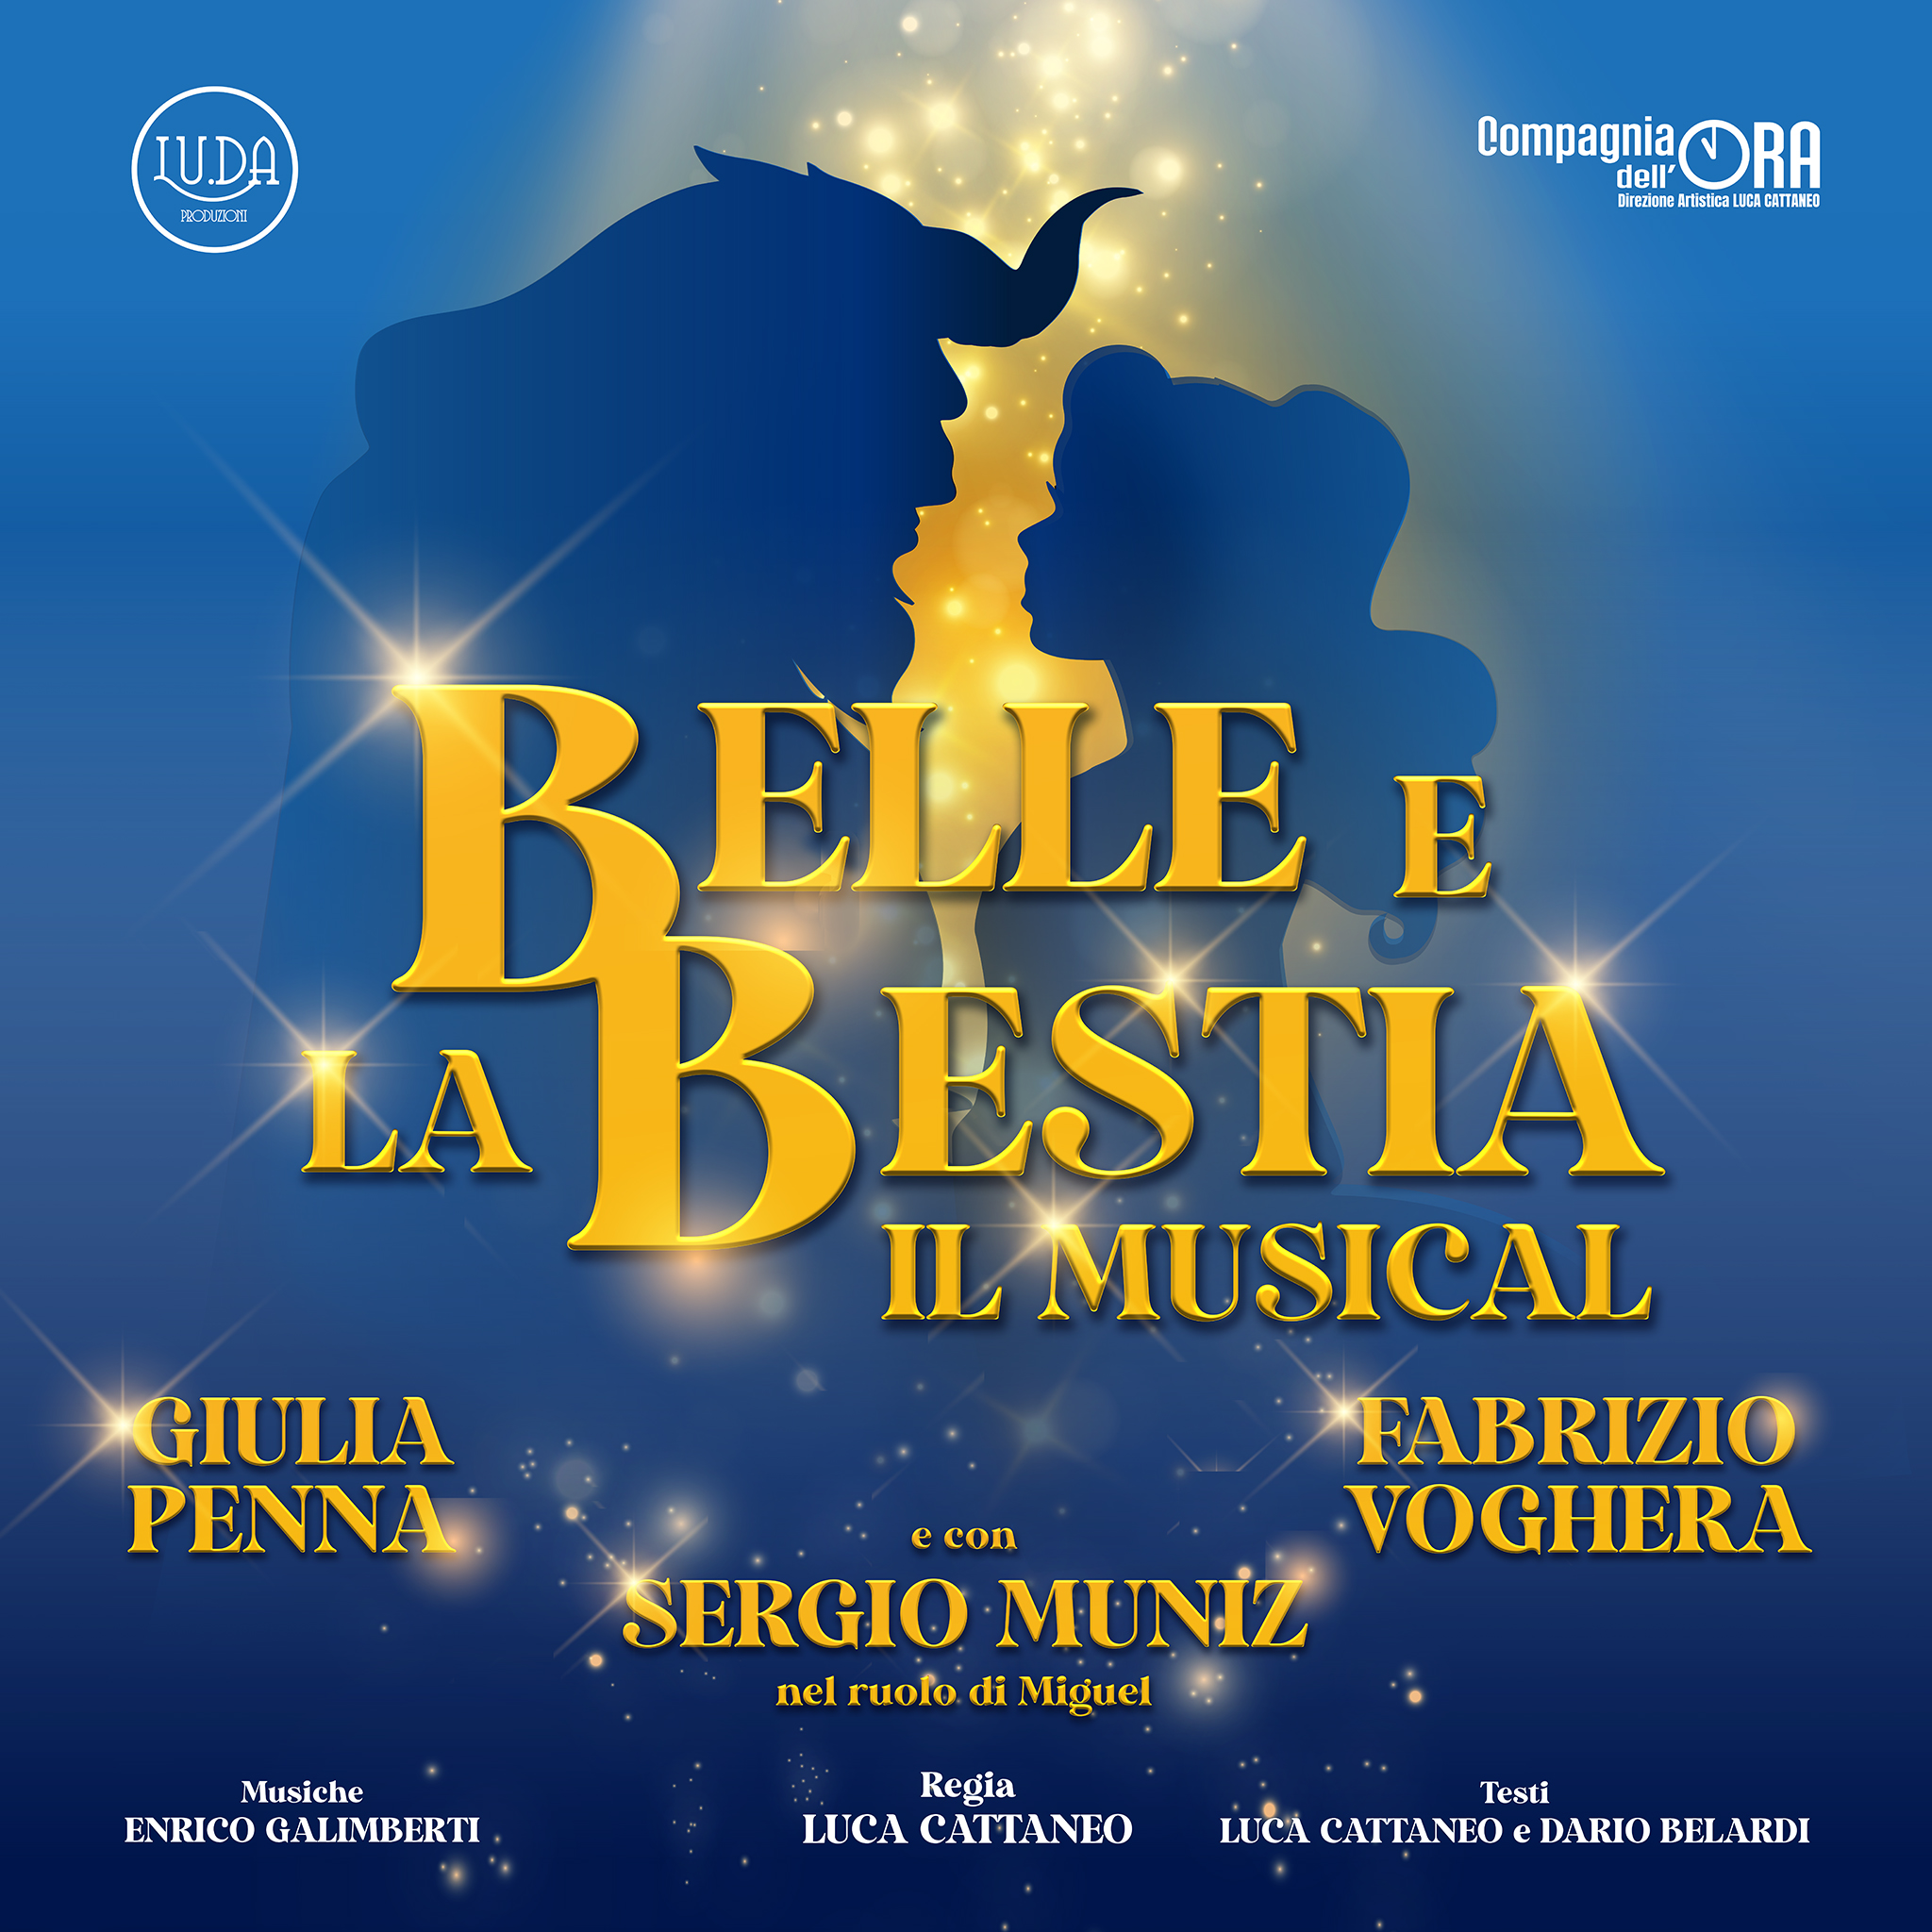 LU.DA
PRODUZIONI
Compagnia
dell'ORA
Direzione Artistica LUCA CATTANEO
BELLE E
LA BESTIA
IL MUSICAL
GIULIA
PENNA
FABRIZIO
VOGHERA
e con
SERGIO MUNIZ
nel ruolo di Miguel
Musiche
ENRICO GALIMBERTI
Regia
LUCA CATTANEO
Testi
LUCA CATTANEO e DARIO BELARDI